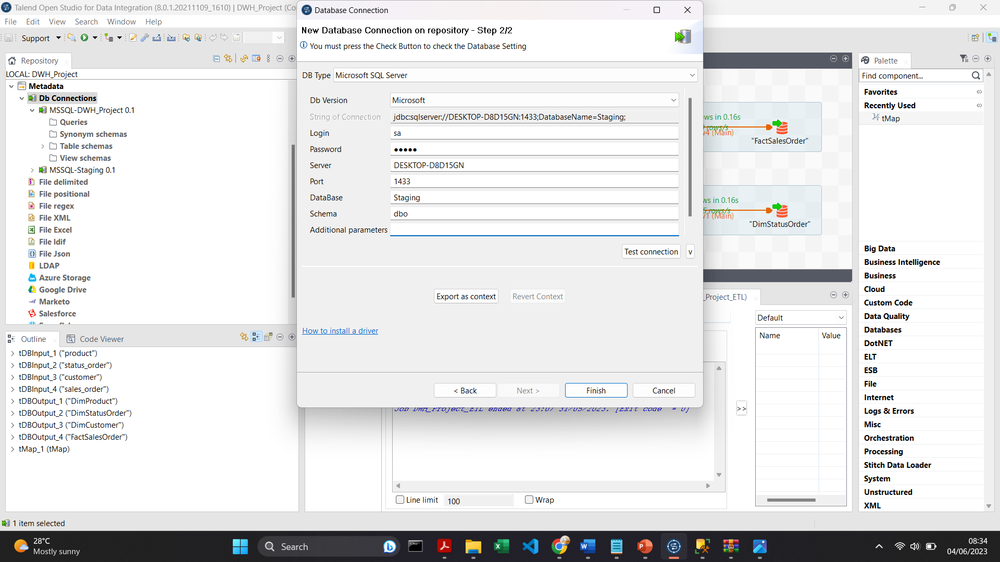 Talend Open Studio for Data Integration (8.0.1.20211109_1610) | DWH_Project (Co
File Edit View Search Window Help
Support
Repository
LOCAL: DWH_Project
Metadata
Db Connections
MSSQL-DWH_Project 0.1
Queries
Synonym schemas
Table schemas
View schemas
MSSQL-Staging 0.1
File delimited
File positional
File regex
File XML
File Excel
File ldif
File Json
LDAP
Azure Storage
Google Drive
Marketo
Salesforce
Outline
Code Viewer
tDBInput_1 ("product")
tDBInput_2 ("status_order")
tDBInput_3 ("customer")
tDBInput_4 ("sales_order")
tDBOutput_1 ("DimProduct")
tDBOutput_2 ("DimStatusOrder")
tDBOutput_3 ("DimCustomer")
tDBOutput_4 ("FactSalesOrder")
tMap_1 (tMap)
1 item selected
Database Connection
New Database Connection on repository - Step 2/2
You must press the Check Button to check the Database Setting
DB Type Microsoft SQL Server
Db Version Microsoft
String of Connection jdbc:sqlserver://DESKTOP-D8D15GN:1433;DatabaseName=Staging;
Login sa
Password ●●●●●
Server DESKTOP-D8D15GN
Port 1433
DataBase Staging
Schema dbo
Additional parameters
Test connection v
Export as context Revert Context
How to install a driver
< Back Next > Finish Cancel
Job DWH_Project_ETL ended at 23:07 31/05/2023. [Exit code = 0]
Line limit 100 Wrap
ws in 0.16s
rows/s
(Main)
"FactSalesOrder"
ws in 0.16s
rows/s
(Main)
"DimStatusOrder"
_Project_ETL)
Default
Name Value
>>
Palette
Find component...
Favorites
Recently Used
tMap
Big Data
Business Intelligence
Business
Cloud
Custom Code
Data Quality
Databases
DotNET
ELT
ESB
File
Internet
Logs & Errors
Misc
Orchestration
Processing
Stitch Data Loader
System
Unstructured
XML
28°C
Mostly sunny
Search
08:34
04/06/2023